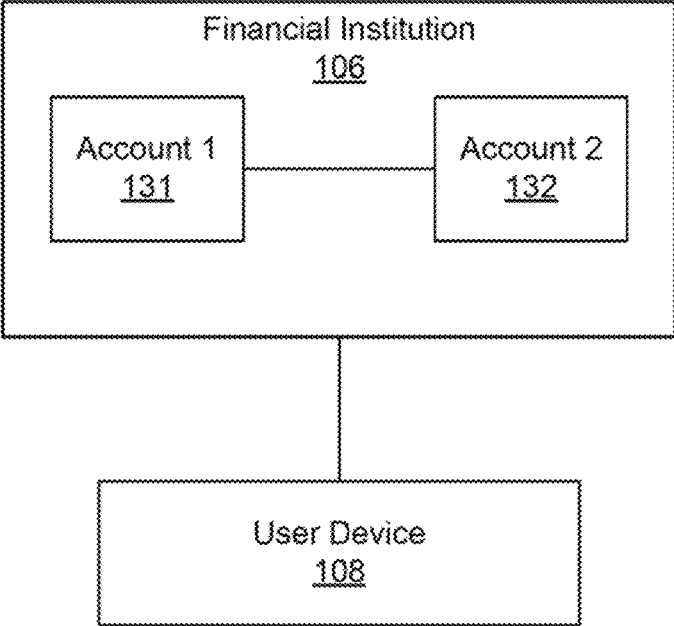 Financial Institution
106
Account 1
131
Account 2
132
User Device
108